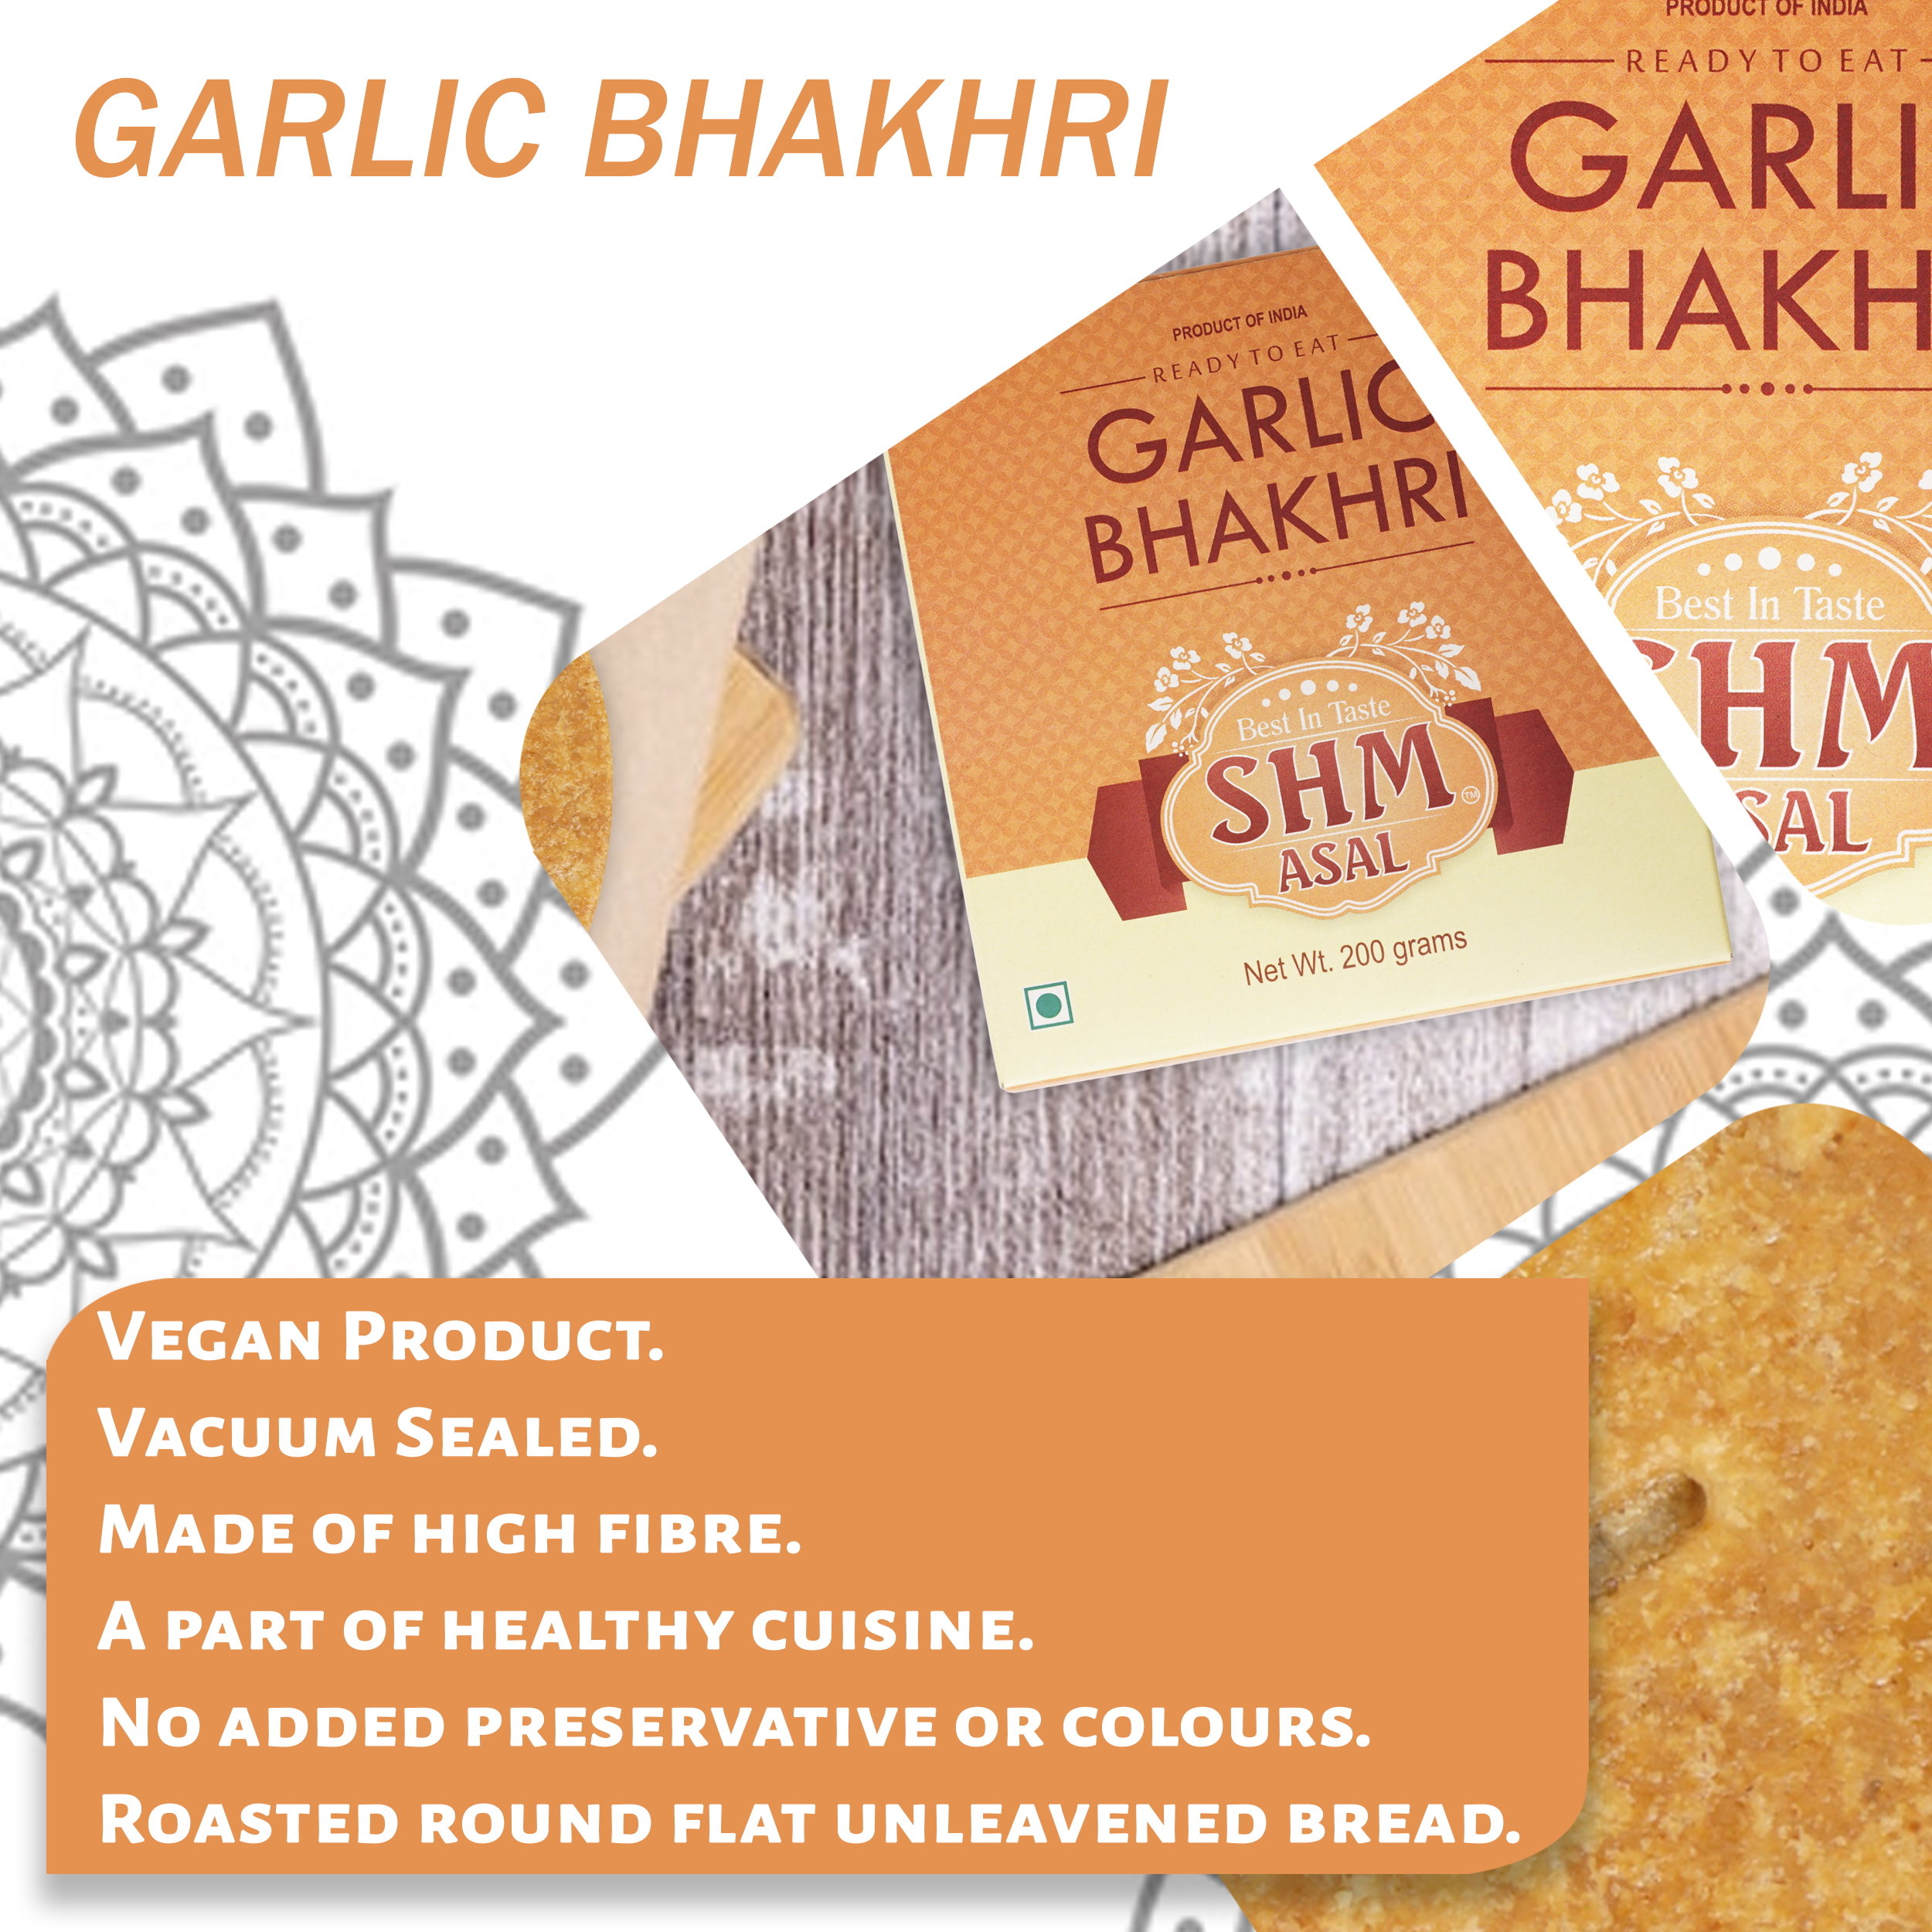 GARLIC BHAKHRI
PRODUCT OF INDIA
READY TO EAT
GARLIC
BHAKHRI
Best In Taste
SHM
TM
ASAL
Net Wt. 200 grams
PRODUCT OF INDIA
READY TO EAT
GARLI
BHAKH
Best In Taste
SHM
SAL
Vegan Product.
Vacuum Sealed.
Made of high fibre.
A part of healthy cuisine.
No added preservative or colours.
Roasted round flat unleavened bread.